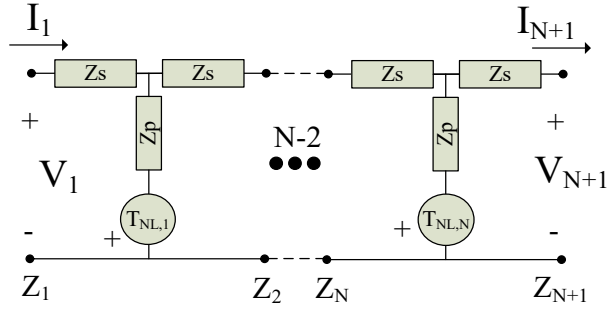 I1 IN+1
Zs Zs Zs Zs
+ Zp N-2 Zp +
V1 VN+1
- + TNL,1 + TNL,N -
Z1 Z2 ZN ZN+1